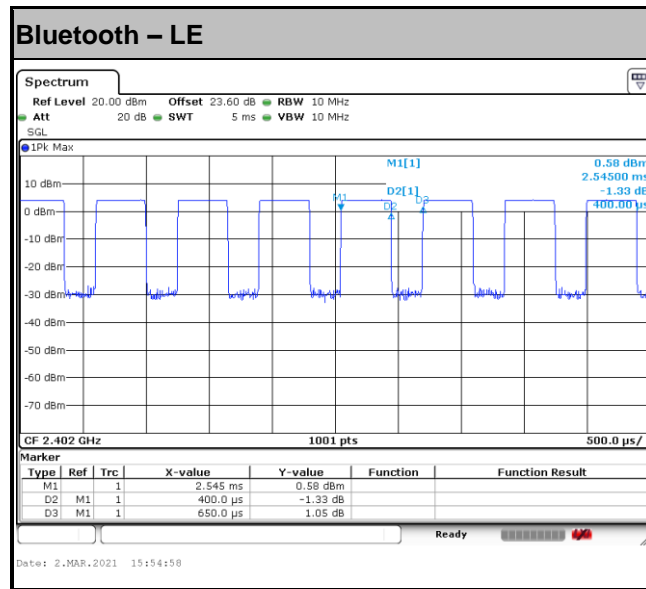 Bluetooth – LE
Spectrum
Ref Level 20.00 dBm Offset 23.60 dB RBW 10 MHz
Att 20 dB SWT 5 ms VBW 10 MHz
SGL
1Pk Max
M1[1] 0.58 dBm
2.54500 ms
D2[1] -1.33 dB
400.00 µs
10 dBm
M1
D2
D3
0 dBm
-10 dBm
-20 dBm
-30 dBm
-40 dBm
-50 dBm
-60 dBm
-70 dBm
CF 2.402 GHz 1001 pts 500.0 µs/
Marker
Type Ref Trc X-value Y-value Function Function Result
M1 1 2.545 ms 0.58 dBm
D2 M1 1 400.0 µs -1.33 dB
D3 M1 1 650.0 µs 1.05 dB
Ready
Date: 2.MAR.2021 15:54:58